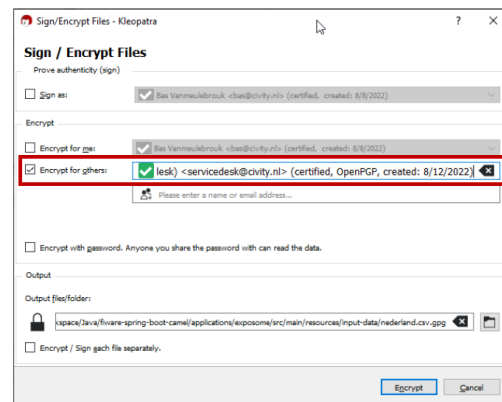 Sign/Encrypt Files - Kleopatra ? X
Sign / Encrypt Files
Prove authenticity (sign)
Sign as: Bas Vanmeulebrouk <bas@civity.nl> (certified, created: 8/8/2022)
Encrypt
Encrypt for me: Bas Vanmeulebrouk <bas@civity.nl> (certified, created: 8/8/2022)
Encrypt for others: lesk) <servicedesk@civity.nl> (certified, OpenPGP, created: 8/12/2022)
Please enter a name or email address...
Encrypt with password. Anyone you share the password with can read the data.
Output
Output files/folder:
kspace/Java/fiware-spring-boot-camel/applications/exposome/src/main/resources/input-data/nederland.csv.gpg
Encrypt / Sign each file separately.
Encrypt Cancel